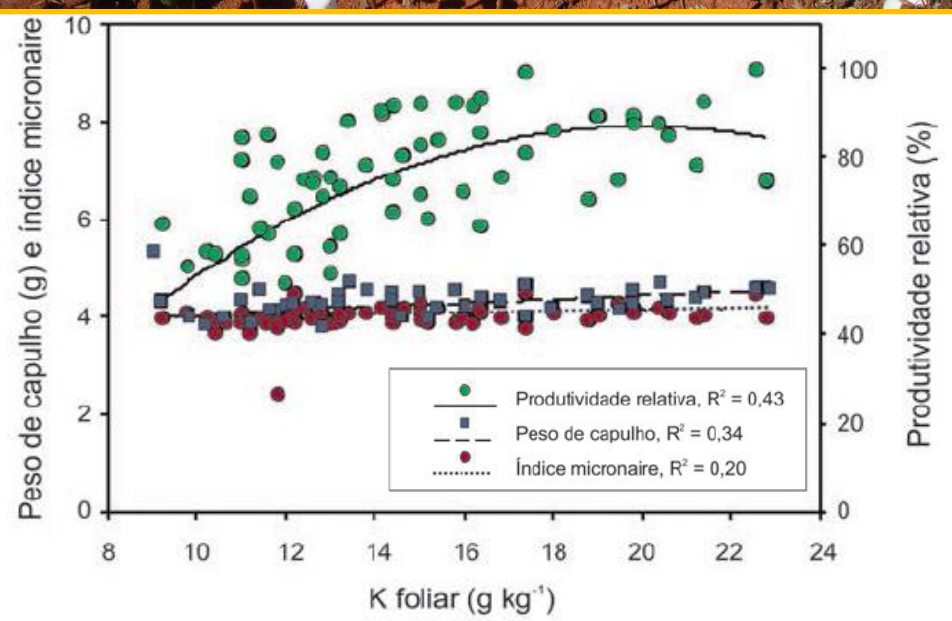 Peso de capulho (g) e índice micronaire
10
8
6
4
2
0
100
80
60
40
20
0
Produtividade relativa (%)
Produtividade relativa, R² = 0,43
Peso de capulho, R² = 0,34
Índice micronaire, R² = 0,20
8 10 12 14 16 18 20 22 24
K foliar (g kg⁻¹)